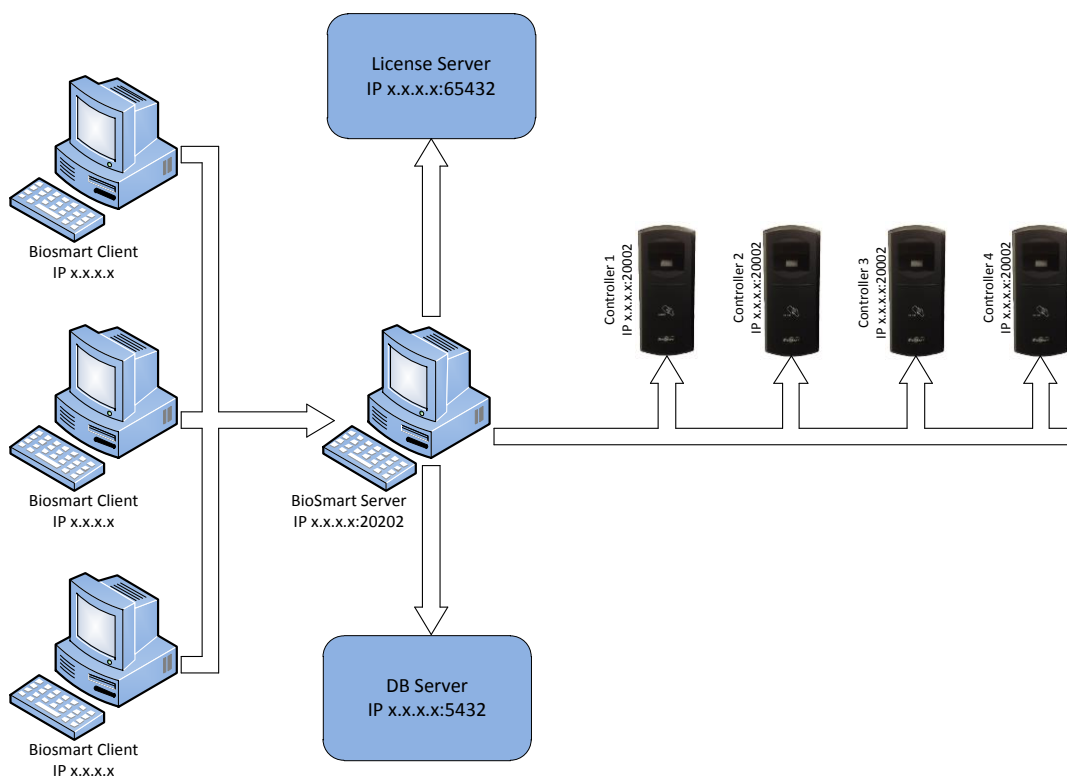 License Server
IP x.x.x.x:65432
Biosmart Client
IP x.x.x.x
Controller 1
IP x.x.x.x:20002
Controller 2
IP x.x.x.x:20002
Controller 3
IP x.x.x.x:20002
Controller 4
IP x.x.x.x:20002
Biosmart Client
IP x.x.x.x
BioSmart Server
IP x.x.x.x:20202
DB Server
IP x.x.x.x:5432
Biosmart Client
IP x.x.x.x